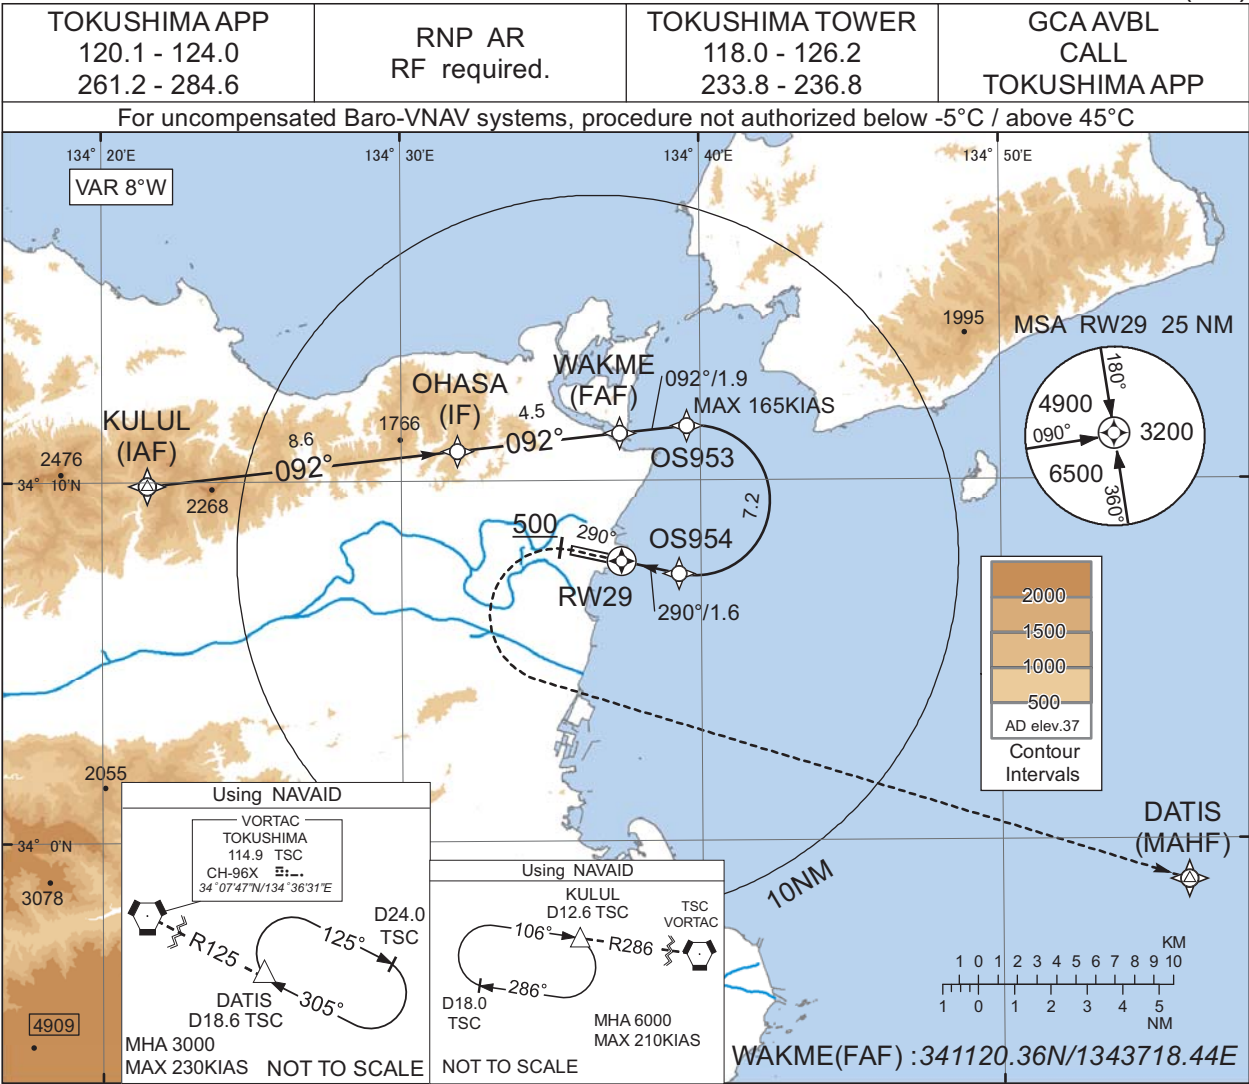 TOKUSHIMA APP
120.1 - 124.0
261.2 - 284.6
RNP AR
RF required.
TOKUSHIMA TOWER
118.0 - 126.2
233.8 - 236.8
GCA AVBL
CALL
TOKUSHIMA APP
For uncompensated Baro-VNAV systems, procedure not authorized below -5°C / above 45°C
134° 20'E
134° 30'E
134° 40'E
134° 50'E
VAR 8°W
1995
MSA RW29 25 NM
180°
4900
090°
3200
6500
360°
WAKME
(FAF)
092°/1.9
MAX 165KIAS
OHASA
(IF)
4.5
092°
1766
KULUL
(IAF)
8.6
092°
OS953
2476
34° 10'N
2268
7.2
500
290°
OS954
RW29
290°/1.6
2000
1500
1000
500
AD elev.37
Contour
Intervals
2055
34° 0'N
3078
4909
DATIS
(MAHF)
10NM
Using NAVAID
VORTAC
TOKUSHIMA
114.9 TSC
CH-96X
34°07'47"N/134°36'31"E
R125
125°
D24.0
TSC
305°
DATIS
D18.6 TSC
MHA 3000
MAX 230KIAS
NOT TO SCALE
Using NAVAID
KULUL
D12.6 TSC
TSC
VORTAC
106°
R286
286°
D18.0
TSC
MHA 6000
MAX 210KIAS
NOT TO SCALE
KM
1 0 1 2 3 4 5 6 7 8 9 10
1 0 1 2 3 4 5
NM
WAKME(FAF) :341120.36N/1343718.44E